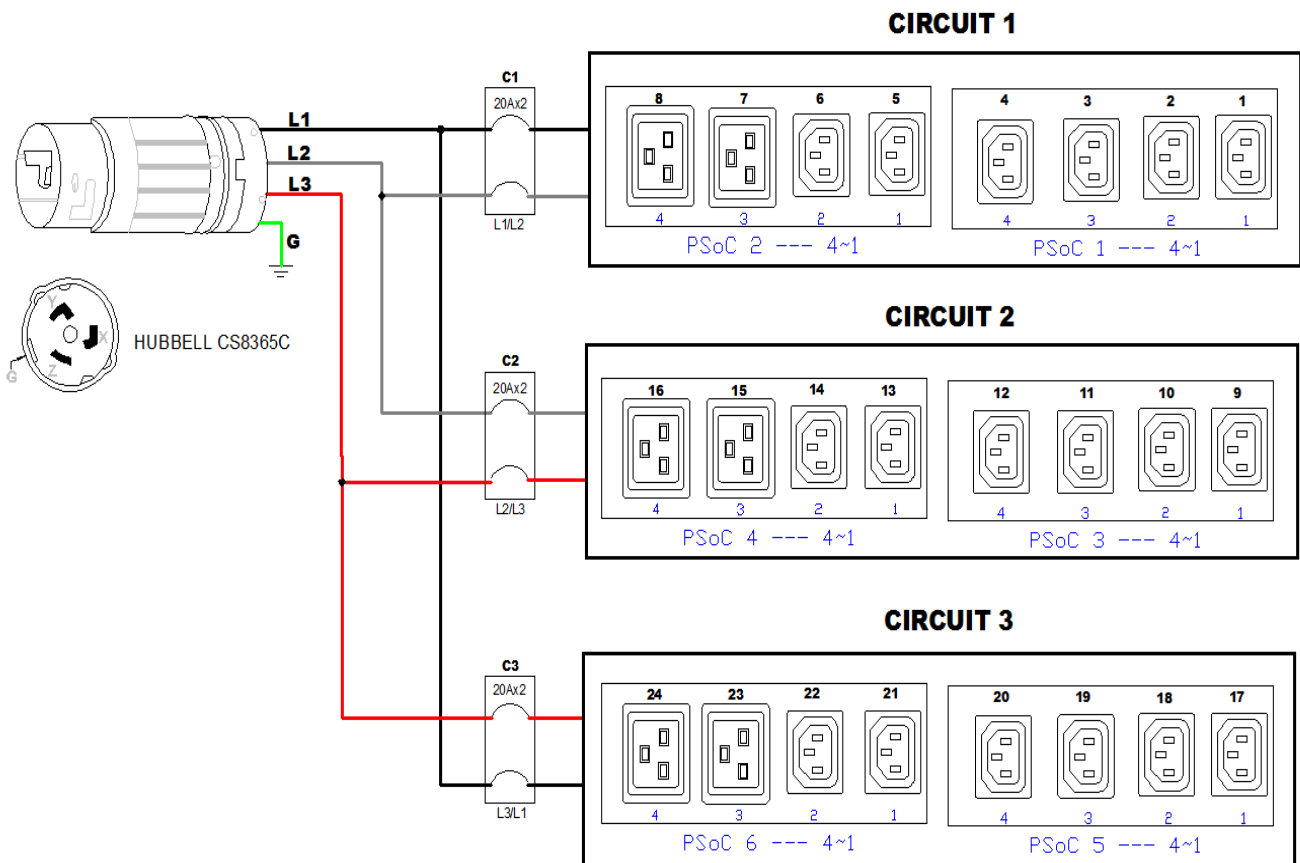 CIRCUIT 1
C1
20Ax2
L1/L2
8 7 6 5 4 3 2 1
4 3 2 1 4 3 2 1
PSoC 2 --- 4~1 PSoC 1 --- 4~1
L1
L2
L3
G
Y
X
Z
G
HUBBELL CS8365C
CIRCUIT 2
C2
20Ax2
L2/L3
16 15 14 13 12 11 10 9
4 3 2 1 4 3 2 1
PSoC 4 --- 4~1 PSoC 3 --- 4~1
CIRCUIT 3
C3
20Ax2
L3/L1
24 23 22 21 20 19 18 17
4 3 2 1 4 3 2 1
PSoC 6 --- 4~1 PSoC 5 --- 4~1